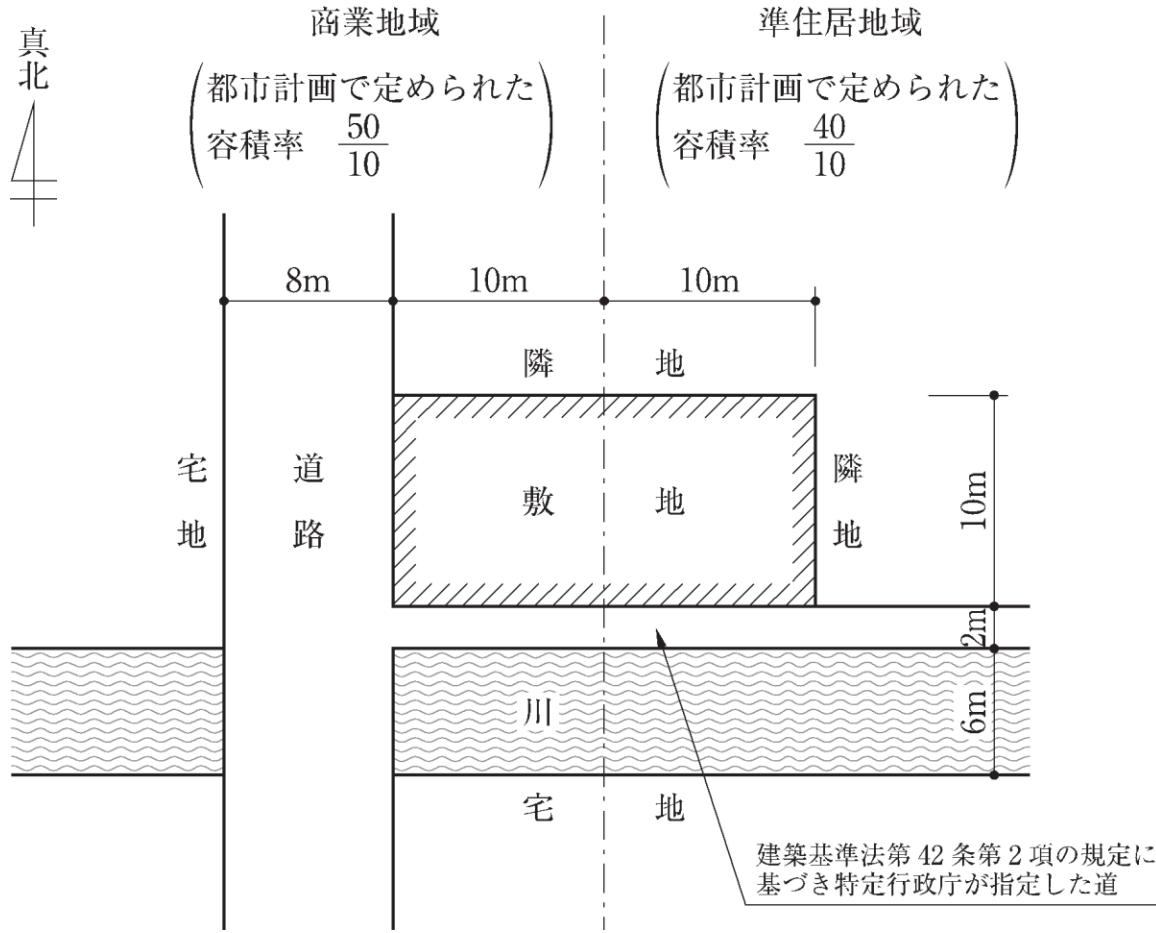 商業地域
準住居地域
真北
都市計画で定められた
容積率 50/10
都市計画で定められた
容積率 40/10
8m
10m
10m
隣地
宅地
道路
敷地
隣地
10m
2m
川
6m
宅地
建築基準法第42条第2項の規定に
基づき特定行政庁が指定した道